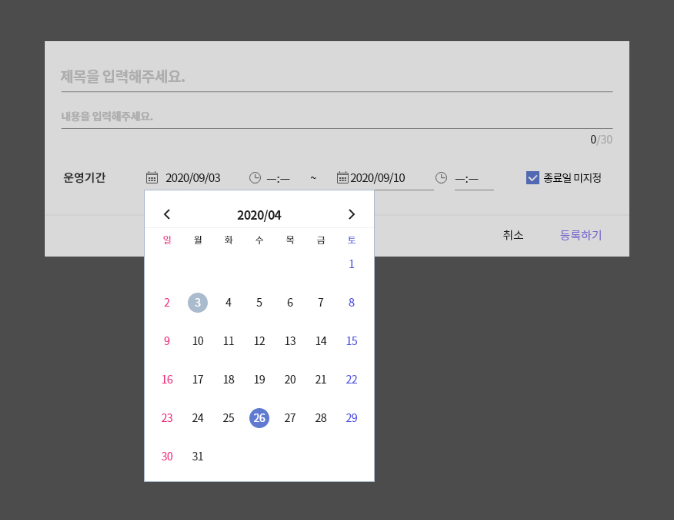 제목을 입력해주세요.
내용을 입력해주세요.
0/30
운영기간 2020/09/03 —:— ~ 2020/09/10 —:— 종료일 미지정
취소 등록하기
2020/04
일 월 화 수 목 금 토
1
2 3 4 5 6 7 8
9 10 11 12 13 14 15
16 17 18 19 20 21 22
23 24 25 26 27 28 29
30 31